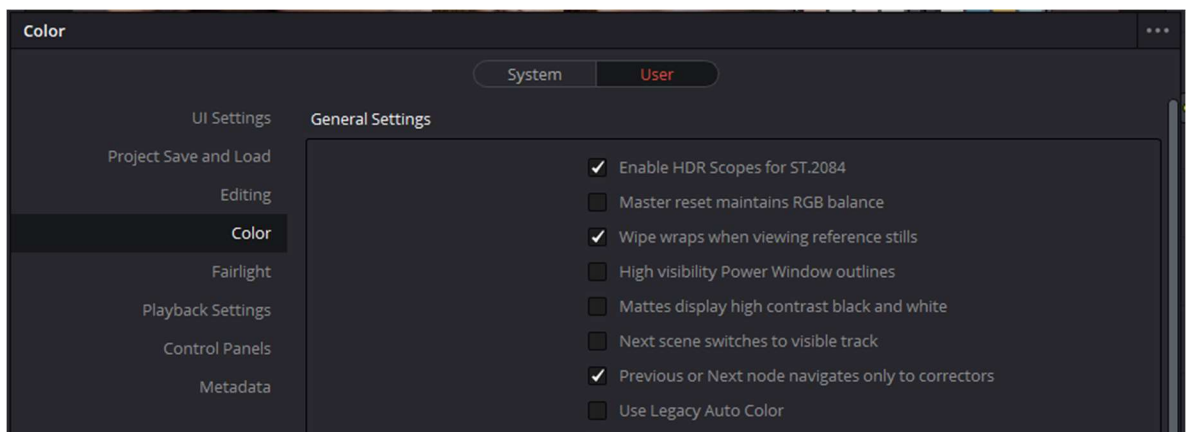 Color
System User
UI Settings
General Settings
Project Save and Load
Enable HDR Scopes for ST.2084
Master reset maintains RGB balance
Editing
Color
Wipe wraps when viewing reference stills
Fairlight
High visibility Power Window outlines
Playback Settings
Mattes display high contrast black and white
Control Panels
Next scene switches to visible track
Metadata
Previous or Next node navigates only to correctors
Use Legacy Auto Color